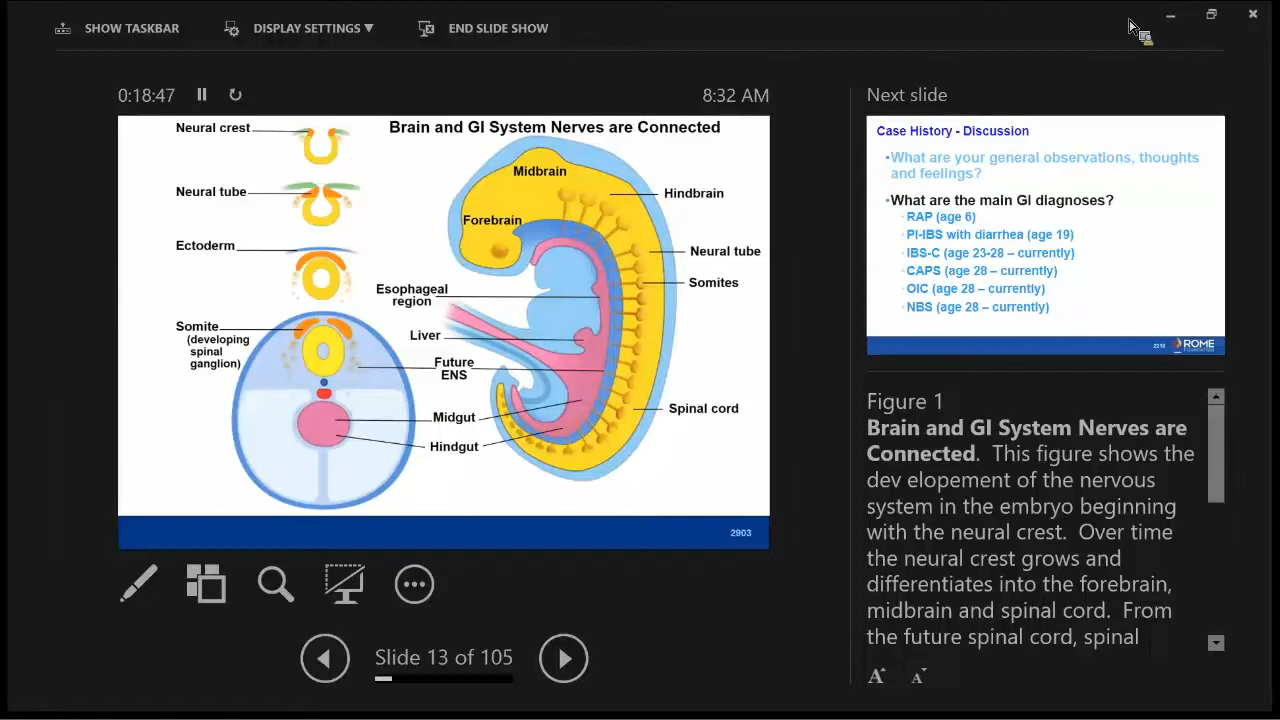 SHOW TASKBAR
DISPLAY SETTINGS ▼
END SLIDE SHOW
0:18:47
8:32 AM
Brain and GI System Nerves are Connected
Neural crest
Neural tube
Ectoderm
Somite
(developing
spinal
ganglion)
Midbrain
Forebrain
Hindbrain
Neural tube
Somites
Esophageal
region
Liver
Future
ENS
Midgut
Hindgut
Spinal cord
2903
Slide 13 of 105
Next slide
Case History - Discussion
•What are your general observations, thoughts
and feelings?
•What are the main GI diagnoses?
◦RAP (age 6)
◦PI-IBS with diarrhea (age 19)
◦IBS-C (age 23-28 – currently)
◦CAPS (age 28 – currently)
◦OIC (age 28 – currently)
◦NBS (age 28 – currently)
2218
ROME
FOUNDATION
Figure 1
Brain and GI System Nerves are
Connected. This figure shows the
dev elopement of the nervous
system in the embryo beginning
with the neural crest. Over time
the neural crest grows and
differentiates into the forebrain,
midbrain and spinal cord. From
the future spinal cord, spinal
A A